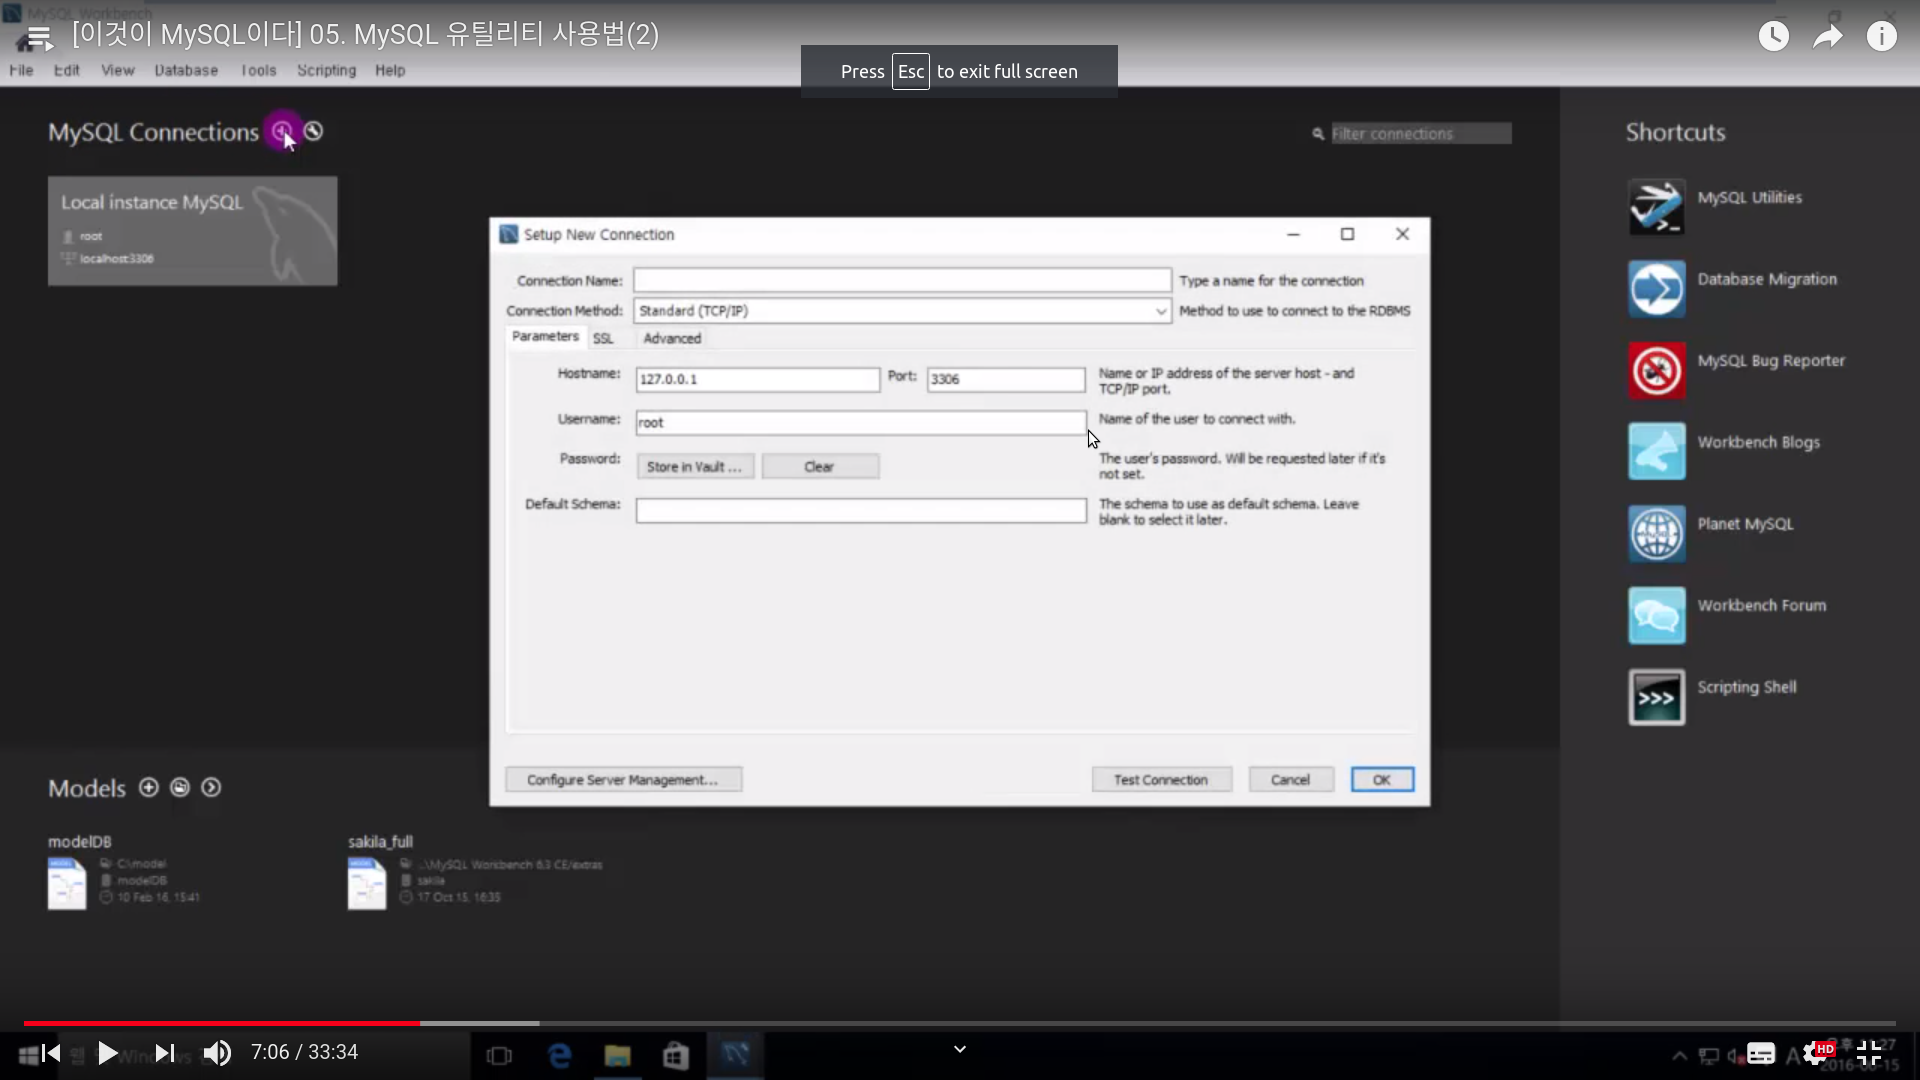 MySQL Workbench
[이것이 MySQL이다] 05. MySQL 유틸리티 사용법(2)
File Edit View Database Tools Scripting Help
Press Esc to exit full screen
MySQL Connections
Filter connections
Shortcuts
Local instance MySQL
root
localhost:3306
MySQL Utilities
Database Migration
MySQL Bug Reporter
Workbench Blogs
Planet MySQL
Workbench Forum
Scripting Shell
Setup New Connection
Connection Name: Type a name for the connection
Connection Method: Standard (TCP/IP) Method to use to connect to the RDBMS
Parameters SSL Advanced
Hostname: 127.0.0.1 Port: 3306 Name or IP address of the server host - and
TCP/IP port.
Username: root Name of the user to connect with.
Password: Store in Vault ... Clear The user's password. Will be requested later if it's
not set.
Default Schema: The schema to use as default schema. Leave
blank to select it later.
Configure Server Management... Test Connection Cancel OK
Models
modelDB
C:\model
modelDB
10 Feb 16, 15:41
sakila_full
...\MySQL Workbench 6.3 CE/extras
sakila
17 Oct 15, 16:35
7:06 / 33:34
Windows
HD
A